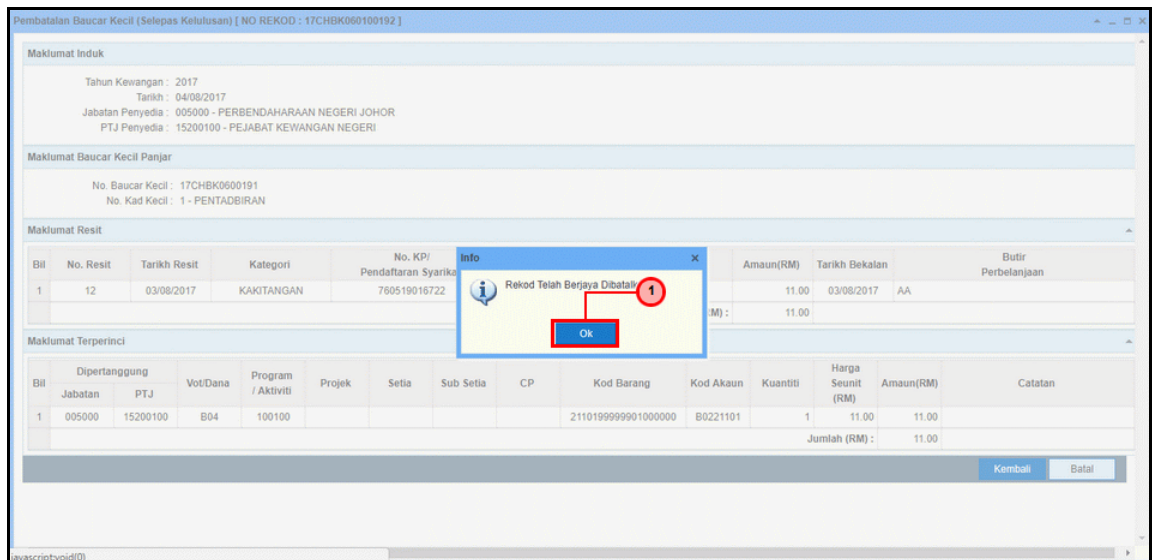 Pembatalan Baucar Kecil (Selepas Kelulusan) [ NO REKOD : 17CHBK060100192 ]
Maklumat Induk
Tahun Kewangan : 2017
Tarikh : 04/08/2017
Jabatan Penyedia : 005000 - PERBENDAHARAAN NEGERI JOHOR
PTJ Penyedia : 15200100 - PEJABAT KEWANGAN NEGERI
Maklumat Baucar Kecil Panjar
No. Baucar Kecil : 17CHBK0600191
No. Kad Kecil : 1 - PENTADBIRAN
Maklumat Resit
Bil No. Resit Tarikh Resit Kategori No. KP/ Pendaftaran Amaun(RM) Tarikh Bekalan Butir Perbelanjaan
1 12 03/08/2017 KAKITANGAN 760519016722 11.00 03/08/2017 AA
11.00
Info x
Rekod Telah Berjaya
1
Ok
Maklumat Terperinci
Bil Dipertanggung Vot/Dana Program / Aktiviti Projek Setia Sub Setia CP Kod Barang Kod Akaun Kuantiti Harga Seunit (RM) Amaun(RM) Catatan
Jabatan PTJ
1 005000 15200100 B04 100100 2110199999901000000 B0221101 1 11.00 11.00
Jumlah (RM) : 11.00
Kembali Batal
javascript:void(0)